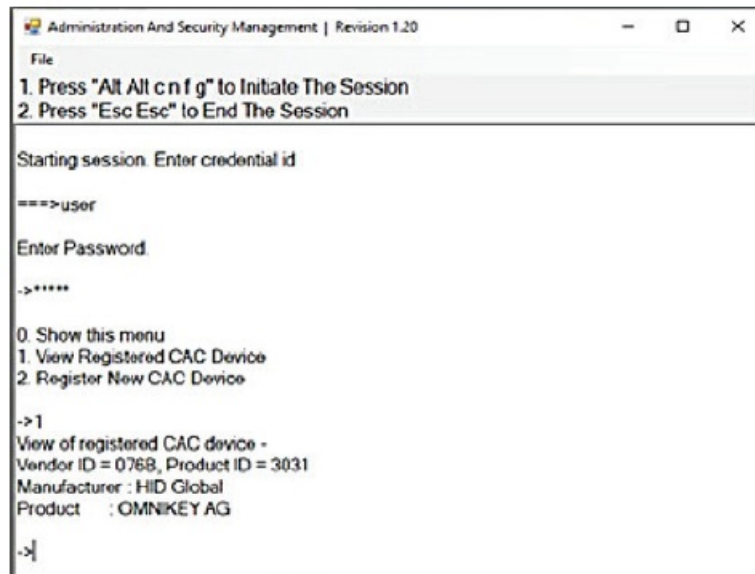 Administration And Security Management | Revision 1.20
File
1. Press "Alt Alt c n f g" to Initiate The Session
2. Press "Esc Esc" to End The Session
Starting session. Enter credential id
===>user
Enter Password.
->*****
0. Show this menu
1. View Registered CAC Device
2. Register New CAC Device
->1
View of registered CAC device -
Vendor ID = 076B, Product ID = 3031
Manufacturer : HID Global
Product : OMNIKEY AG
->